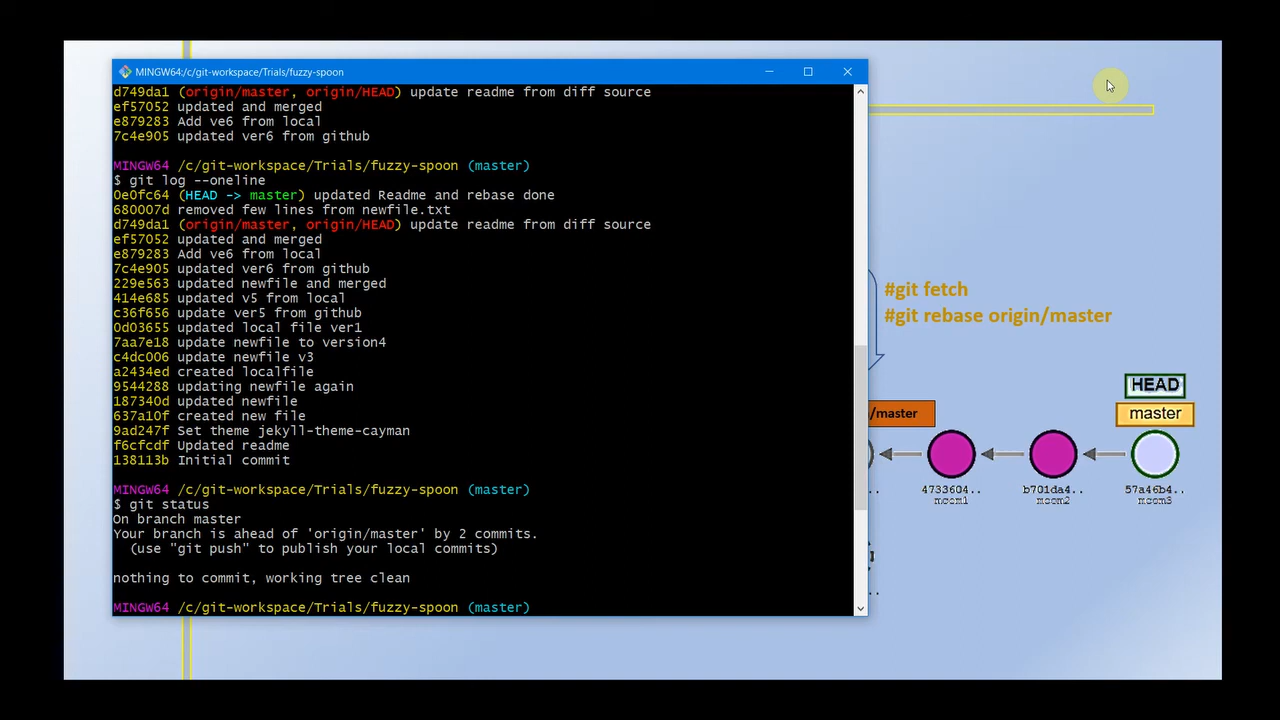 MINGW64:/c/git-workspace/Trials/fuzzy-spoon
d749da1 (origin/master, origin/HEAD) update readme from diff source
ef57052 updated and merged
e879283 Add ve6 from local
7c4e905 updated ver6 from github
MINGW64 /c/git-workspace/Trials/fuzzy-spoon (master)
$ git log --oneline
0e0fc64 (HEAD -> master) updated Readme and rebase done
680007d removed few lines from newfile.txt
d749da1 (origin/master, origin/HEAD) update readme from diff source
ef57052 updated and merged
e879283 Add ve6 from local
7c4e905 updated ver6 from github
229e563 updated newfile and merged
414e685 updated v5 from local
c36f656 update ver5 from github
0d03655 updated local file ver1
7aa7e18 update newfile to version4
c4dc006 update newfile v3
a2434ed created localfile
9544288 updating newfile again
187340d updated newfile
637a10f created new file
9ad247f Set theme jekyll-theme-cayman
f6cfcdf Updated readme
138113b Initial commit
MINGW64 /c/git-workspace/Trials/fuzzy-spoon (master)
$ git status
On branch master
Your branch is ahead of 'origin/master' by 2 commits.
(use "git push" to publish your local commits)
nothing to commit, working tree clean
MINGW64 /c/git-workspace/Trials/fuzzy-spoon (master)
#git fetch
#git rebase origin/master
HEAD
/master
master
4733604.. b701da4.. 57a46b4..
mcom1 mcom2 mcom3